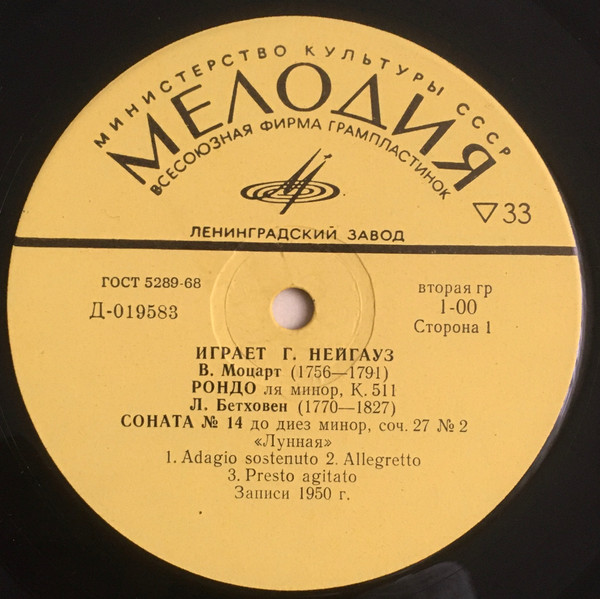 МИНИСТЕРСТВО КУЛЬТУРЫ СССР
МЕЛОДИЯ
ВСЕСОЮЗНАЯ ФИРМА ГРАМПЛАСТИНОК
▽33
ЛЕНИНГРАДСКИЙ ЗАВОД
ГОСТ 5289-68
Д-019583
вторая гр
1-00
Сторона 1
ИГРАЕТ Г. НЕЙГАУЗ
В. Моцарт (1756—1791)
РОНДО ля минор, К. 511
Л. Бетховен (1770—1827)
СОНАТА № 14 до диез минор, соч. 27 № 2
«Лунная»
1. Adagio sostenuto 2. Allegretto
3. Presto agitato
Записи 1950 г.